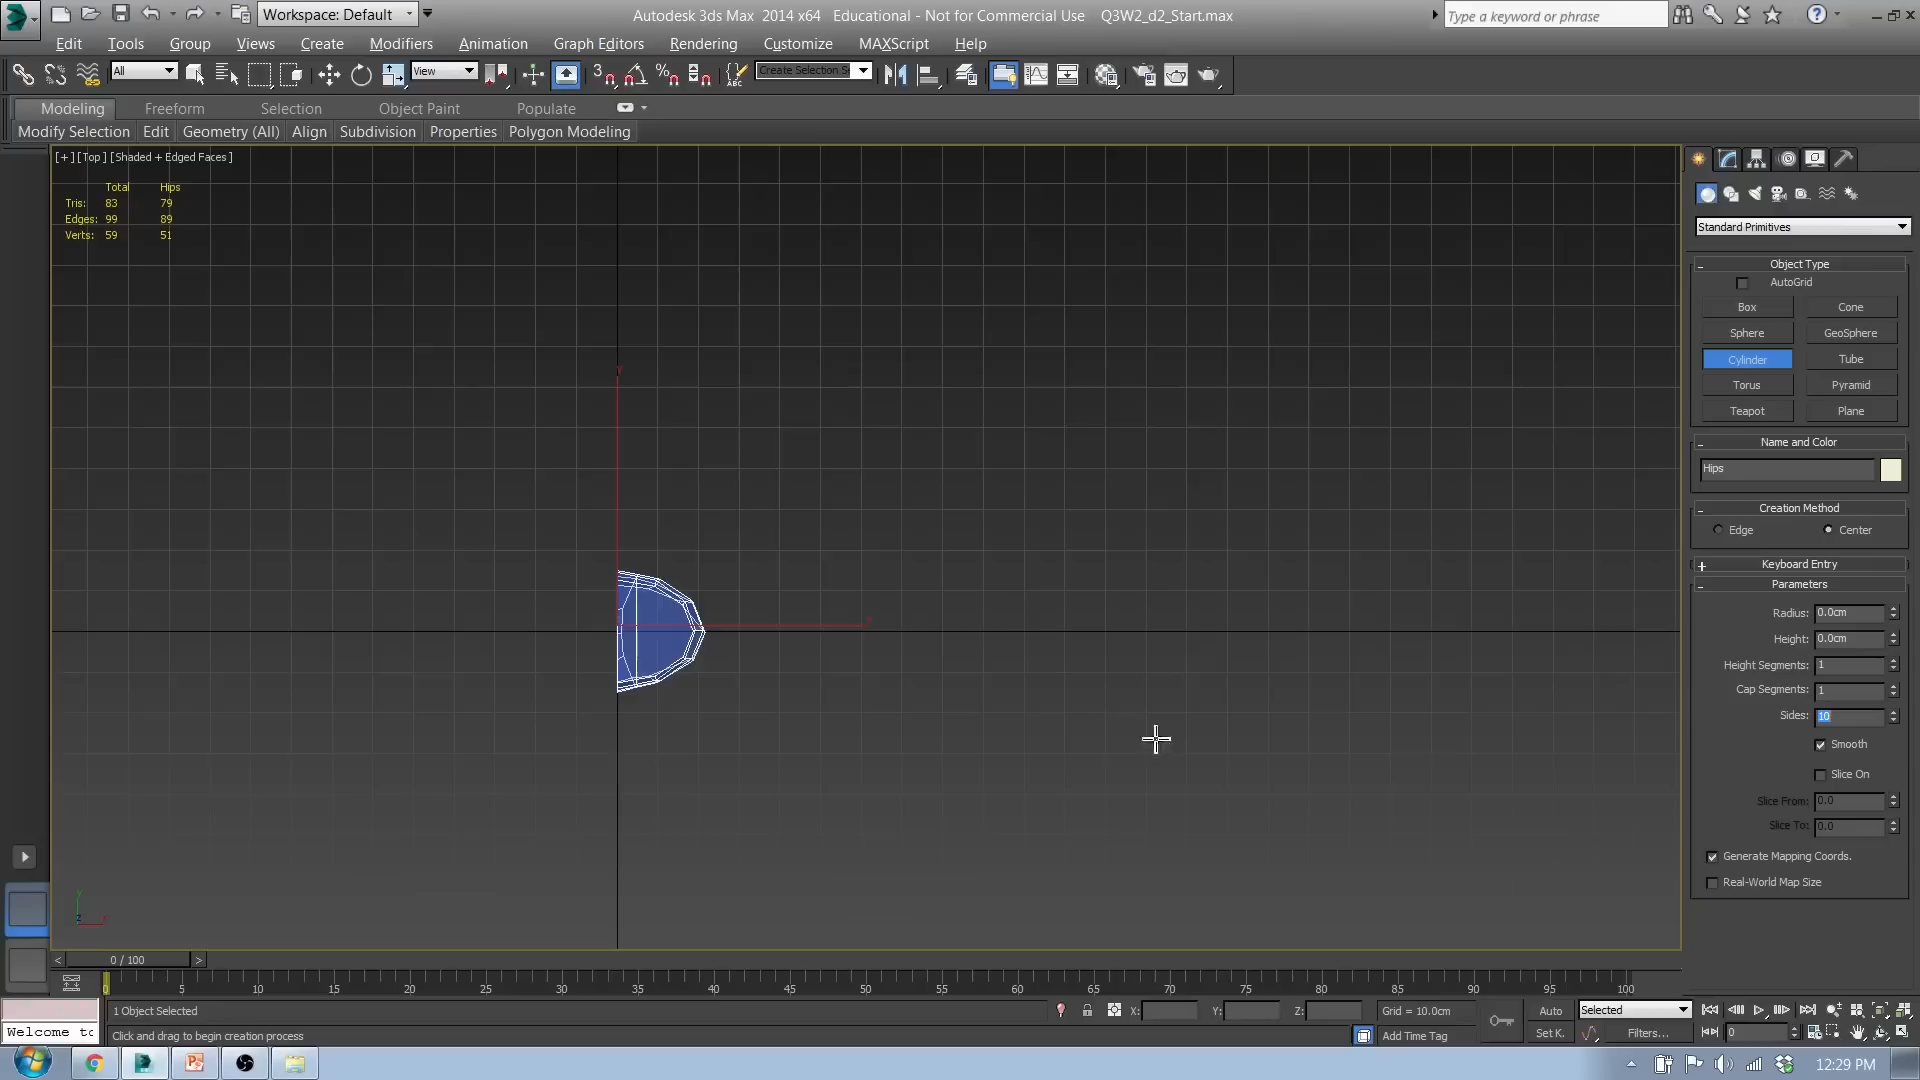 Workspace: Default
Autodesk 3ds Max 2014 x64 Educational - Not for Commercial Use Q3W2_d2_Start.max
Type a keyword or phrase
Edit Tools Group Views Create Modifiers Animation Graph Editors Rendering Customize MAXScript Help
All
View
Create Selection S
Modeling Freeform Selection Object Paint Populate
Modify Selection Edit Geometry (All) Align Subdivision Properties Polygon Modeling
[+][Top][Shaded + Edged Faces]
Total Hips
Tris: 83 79
Edges: 99 89
Verts: 59 51
Standard Primitives
Object Type
AutoGrid
Box Cone
Sphere GeoSphere
Cylinder Tube
Torus Pyramid
Teapot Plane
Name and Color
Hips
Creation Method
Edge Center
Keyboard Entry
Parameters
Radius: 0.0cm
Height: 0.0cm
Height Segments: 1
Cap Segments: 1
Sides: 10
Smooth
Slice On
Slice From: 0.0
Slice To: 0.0
Generate Mapping Coords.
Real-World Map Size
y
x
z
< 0 / 100 >
0 5 10 15 20 25 30 35 40 45 50 55 60 65 70 75 80 85 90 95 100
1 Object Selected
X: Y: Z: Grid = 10.0cm
Auto Selected
Welcome to
Click and drag to begin creation process
Add Time Tag
Set K. Filters... 0
12:29 PM